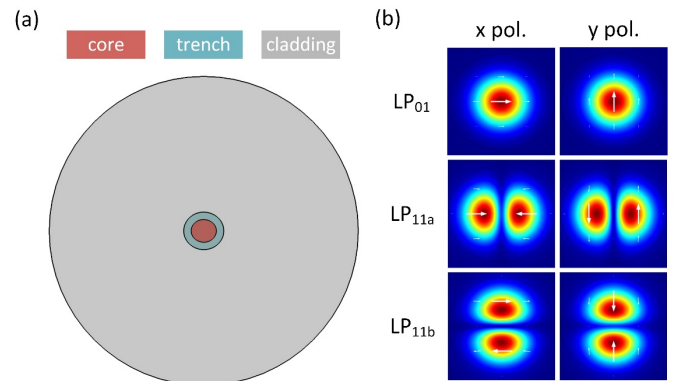 (a)
core trench cladding
(b)
x pol. y pol.
LP01
LP11a
LP11b